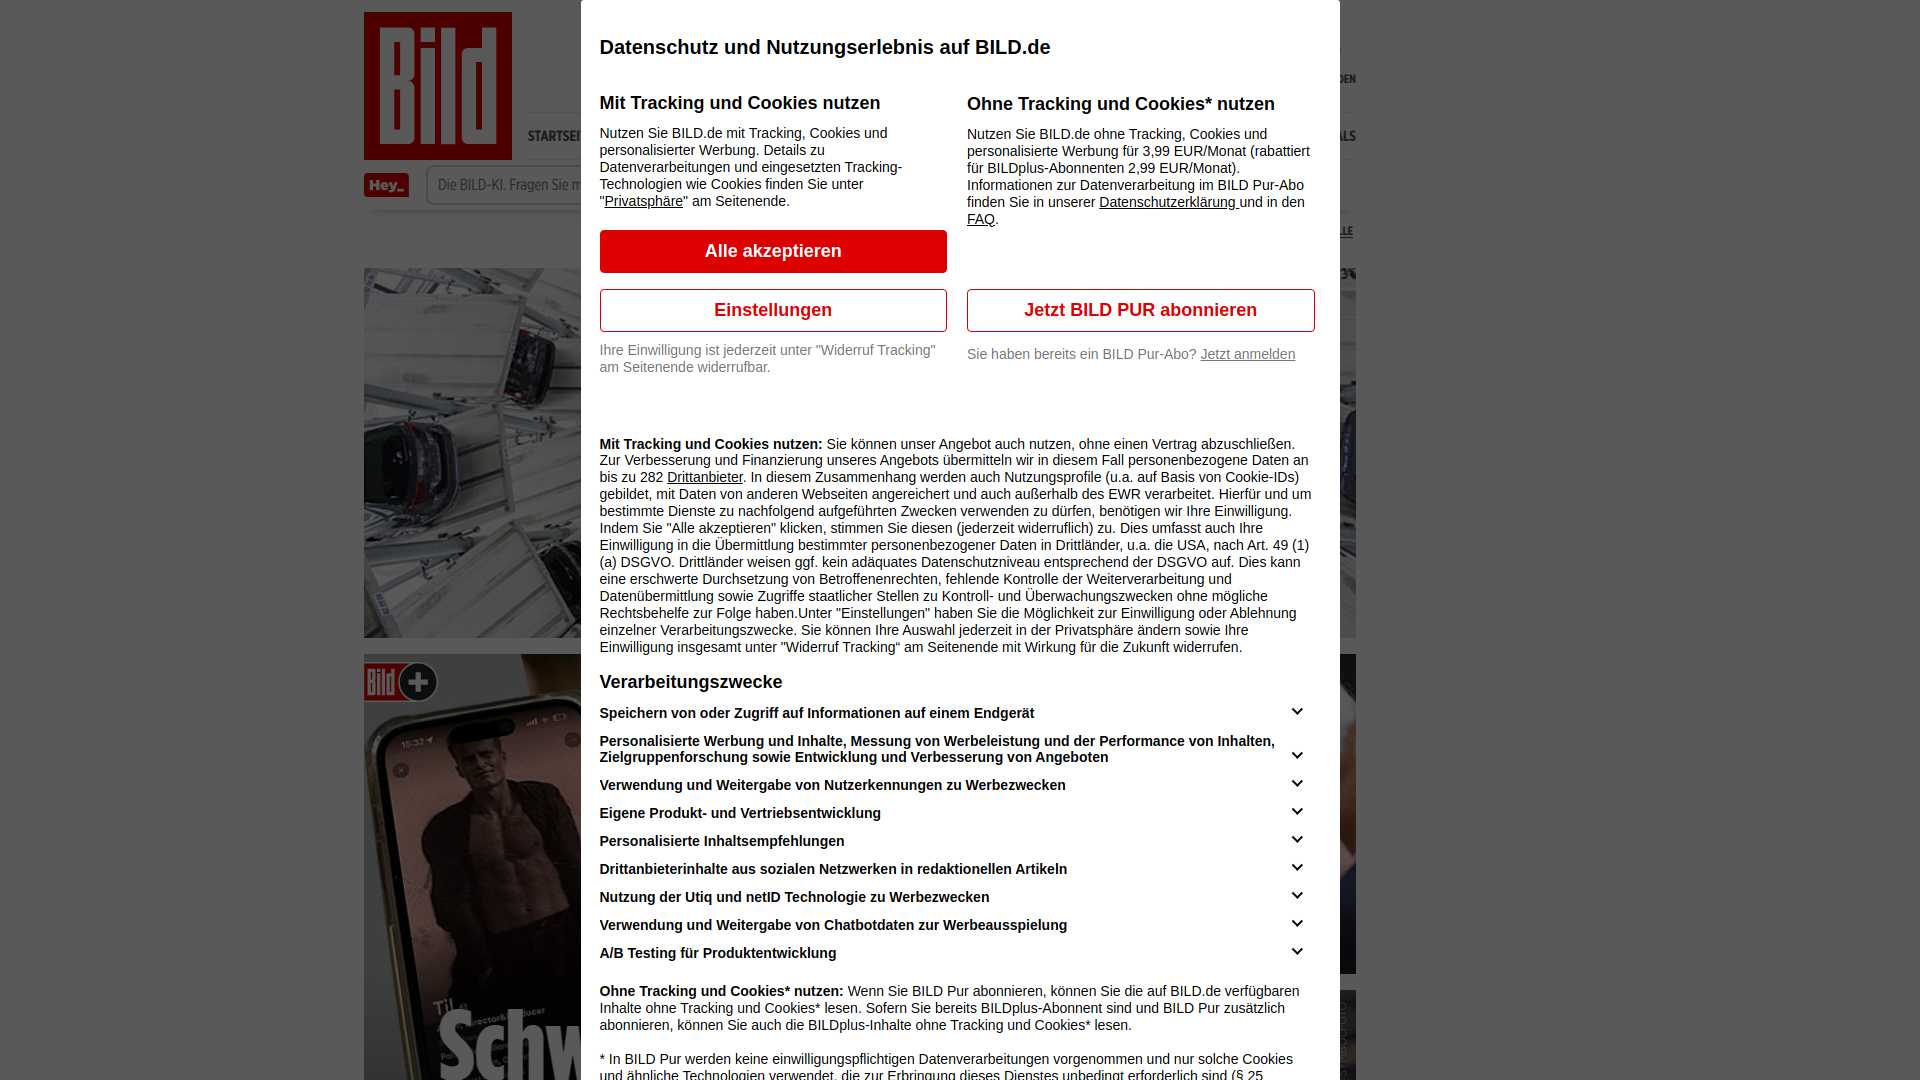 Bild
Datenschutz und Nutzungserlebnis auf BILD.de
Mit Tracking und Cookies nutzen
Nutzen Sie BILD.de mit Tracking, Cookies und
personalisierter Werbung. Details zu
Datenverarbeitungen und eingesetzten Tracking-
Technologien wie Cookies finden Sie unter
"Privatsphäre" am Seitenende.
Alle akzeptieren
Einstellungen
Ihre Einwilligung ist jederzeit unter "Widerruf Tracking"
am Seitenende widerrufbar.
Ohne Tracking und Cookies* nutzen
Nutzen Sie BILD.de ohne Tracking, Cookies und
personalisierte Werbung für 3,99 EUR/Monat (rabattiert
für BILDplus-Abonnenten 2,99 EUR/Monat).
Informationen zur Datenverarbeitung im BILD Pur-Abo
finden Sie in unserer Datenschutzerklärung und in den
FAQ.
Jetzt BILD PUR abonnieren
Sie haben bereits ein BILD Pur-Abo? Jetzt anmelden
Mit Tracking und Cookies nutzen: Sie können unser Angebot auch nutzen, ohne einen Vertrag abzuschließen.
Zur Verbesserung und Finanzierung unseres Angebots übermitteln wir in diesem Fall personenbezogene Daten an
bis zu 282 Drittanbieter. In diesem Zusammenhang werden auch Nutzungsprofile (u.a. auf Basis von Cookie-IDs)
gebildet, mit Daten von anderen Webseiten angereichert und auch außerhalb des EWR verarbeitet. Hierfür und um
bestimmte Dienste zu nachfolgend aufgeführten Zwecken verwenden zu dürfen, benötigen wir Ihre Einwilligung.
Indem Sie "Alle akzeptieren" klicken, stimmen Sie diesen (jederzeit widerruflich) zu. Dies umfasst auch Ihre
Einwilligung in die Übermittlung bestimmter personenbezogener Daten in Drittländer, u.a. die USA, nach Art. 49 (1)
(a) DSGVO. Drittländer weisen ggf. kein adäquates Datenschutzniveau entsprechend der DSGVO auf. Dies kann
eine erschwerte Durchsetzung von Betroffenenrechten, fehlende Kontrolle der Weiterverarbeitung und
Datenübermittlung sowie Zugriffe staatlicher Stellen zu Kontroll- und Überwachungszwecken ohne mögliche
Rechtsbehelfe zur Folge haben.Unter "Einstellungen" haben Sie die Möglichkeit zur Einwilligung oder Ablehnung
einzelner Verarbeitungszwecke. Sie können Ihre Auswahl jederzeit in der Privatsphäre ändern sowie Ihre
Einwilligung insgesamt unter "Widerruf Tracking“ am Seitenende mit Wirkung für die Zukunft widerrufen.
Verarbeitungszwecke
Speichern von oder Zugriff auf Informationen auf einem Endgerät
Personalisierte Werbung und Inhalte, Messung von Werbeleistung und der Performance von Inhalten,
Zielgruppenforschung sowie Entwicklung und Verbesserung von Angeboten
Verwendung und Weitergabe von Nutzerkennungen zu Werbezwecken
Eigene Produkt- und Vertriebsentwicklung
Personalisierte Inhaltsempfehlungen
Drittanbieterinhalte aus sozialen Netzwerken in redaktionellen Artikeln
Nutzung der Utiq und netID Technologie zu Werbezwecken
Verwendung und Weitergabe von Chatbotdaten zur Werbeausspielung
A/B Testing für Produktentwicklung
Ohne Tracking und Cookies* nutzen: Wenn Sie BILD Pur abonnieren, können Sie die auf BILD.de verfügbaren
Inhalte ohne Tracking und Cookies* lesen. Sofern Sie bereits BILDplus-Abonnent sind und BILD Pur zusätzlich
abonnieren, können Sie auch die BILDplus-Inhalte ohne Tracking und Cookies* lesen.
* In BILD Pur werden keine einwilligungspflichtigen Datenverarbeitungen vorgenommen und nur solche Cookies
und ähnliche Technologien verwendet, die zur Erbringung dieses Dienstes unbedingt erforderlich sind (§ 25
STARTSEI
Hey_
Die BILD-KI. Fragen Sie m
DEN
ALS
LLE
Bild +
15:33
Til
Schw